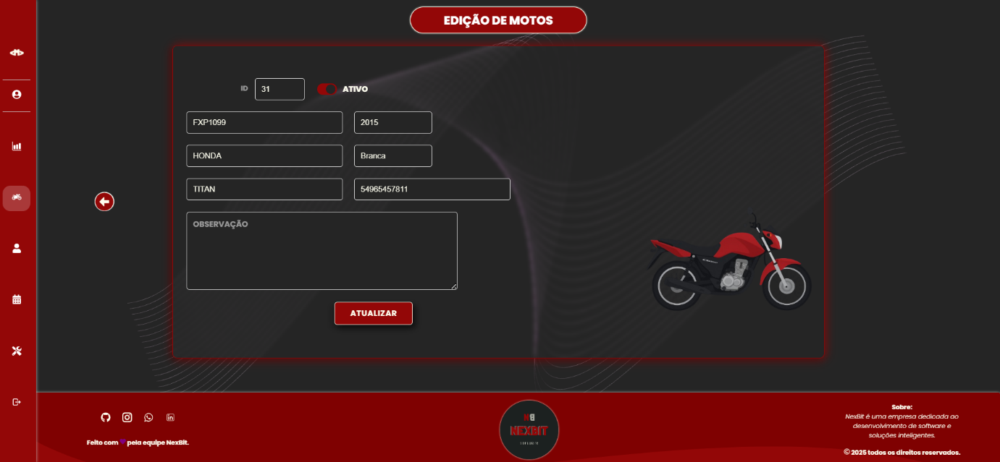 EDIÇÃO DE MOTOS
ID 31 ATIVO
FXP1099 2015
HONDA Branca
TITAN 54965457811
OBSERVAÇÃO
ATUALIZAR
Feito com 💜 pela equipe NexBit.
NB
NEXBIT
Sobre:
NexBit é uma empresa dedicada ao
desenvolvimento de software e
soluções inteligentes.
© 2025 todos os direitos reservados.